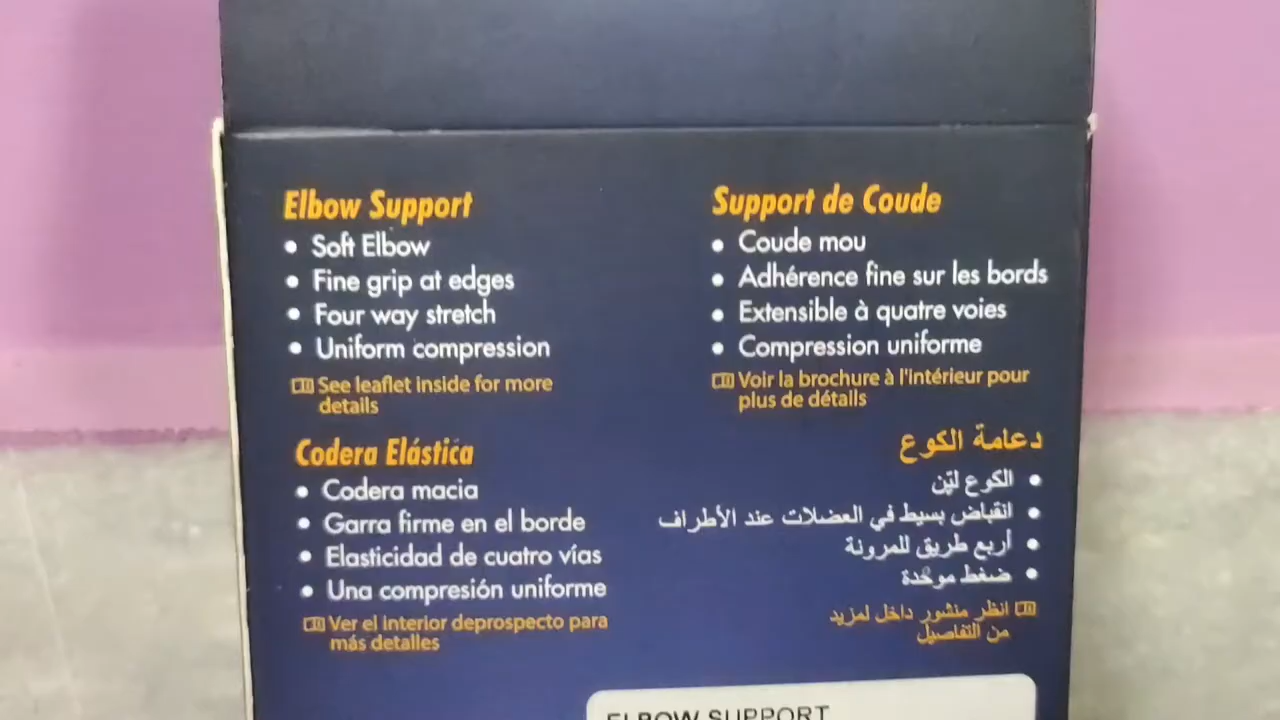 Elbow Support
• Soft Elbow
• Fine grip at edges
• Four way stretch
• Uniform compression
See leaflet inside for more
details
Support de Coude
• Coude mou
• Adhérence fine sur les bords
• Extensible à quatre voies
• Compression uniforme
Voir la brochure à l'intérieur pour
plus de détails
Codera Elástica
• Codera macia
• Garra firme en el borde
• Elasticidad de cuatro vías
• Una compresión uniforme
Ver el interior deprospecto para
más detalles
دعامة الكوع
• الكوع ليّن
• انقباض بسيط في العضلات عند الأطراف
• أربع طريق للمرونة
• ضغط موحّدة
انظر منشور داخل لمزيد
من التفاصيل
ELBOW SUPPORT